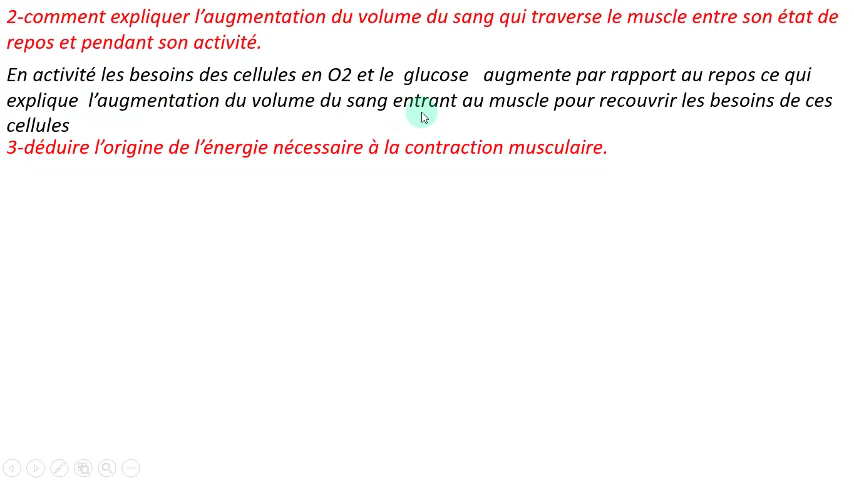 2-comment expliquer l’augmentation du volume du sang qui traverse le muscle entre son état de
repos et pendant son activité.
En activité les besoins des cellules en O2 et le glucose augmente par rapport au repos ce qui
explique l’augmentation du volume du sang entrant au muscle pour recouvrir les besoins de ces
cellules
3-déduire l’origine de l’énergie nécessaire à la contraction musculaire.